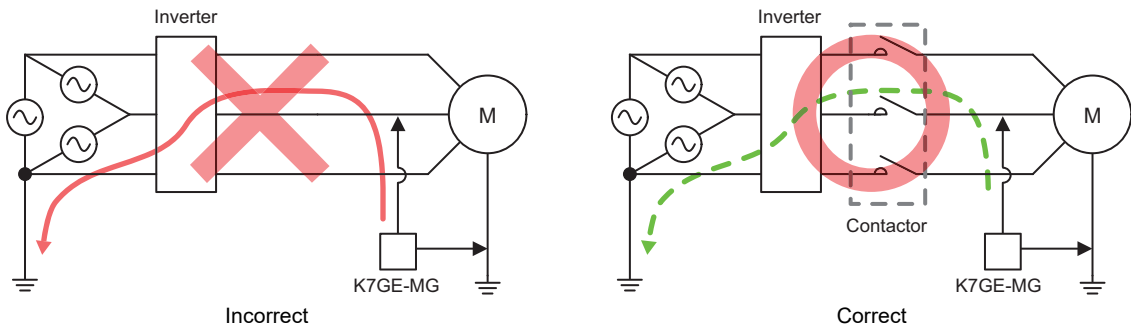 Inverter
M
K7GE-MG
Incorrect
Inverter
M
Contactor
K7GE-MG
Correct